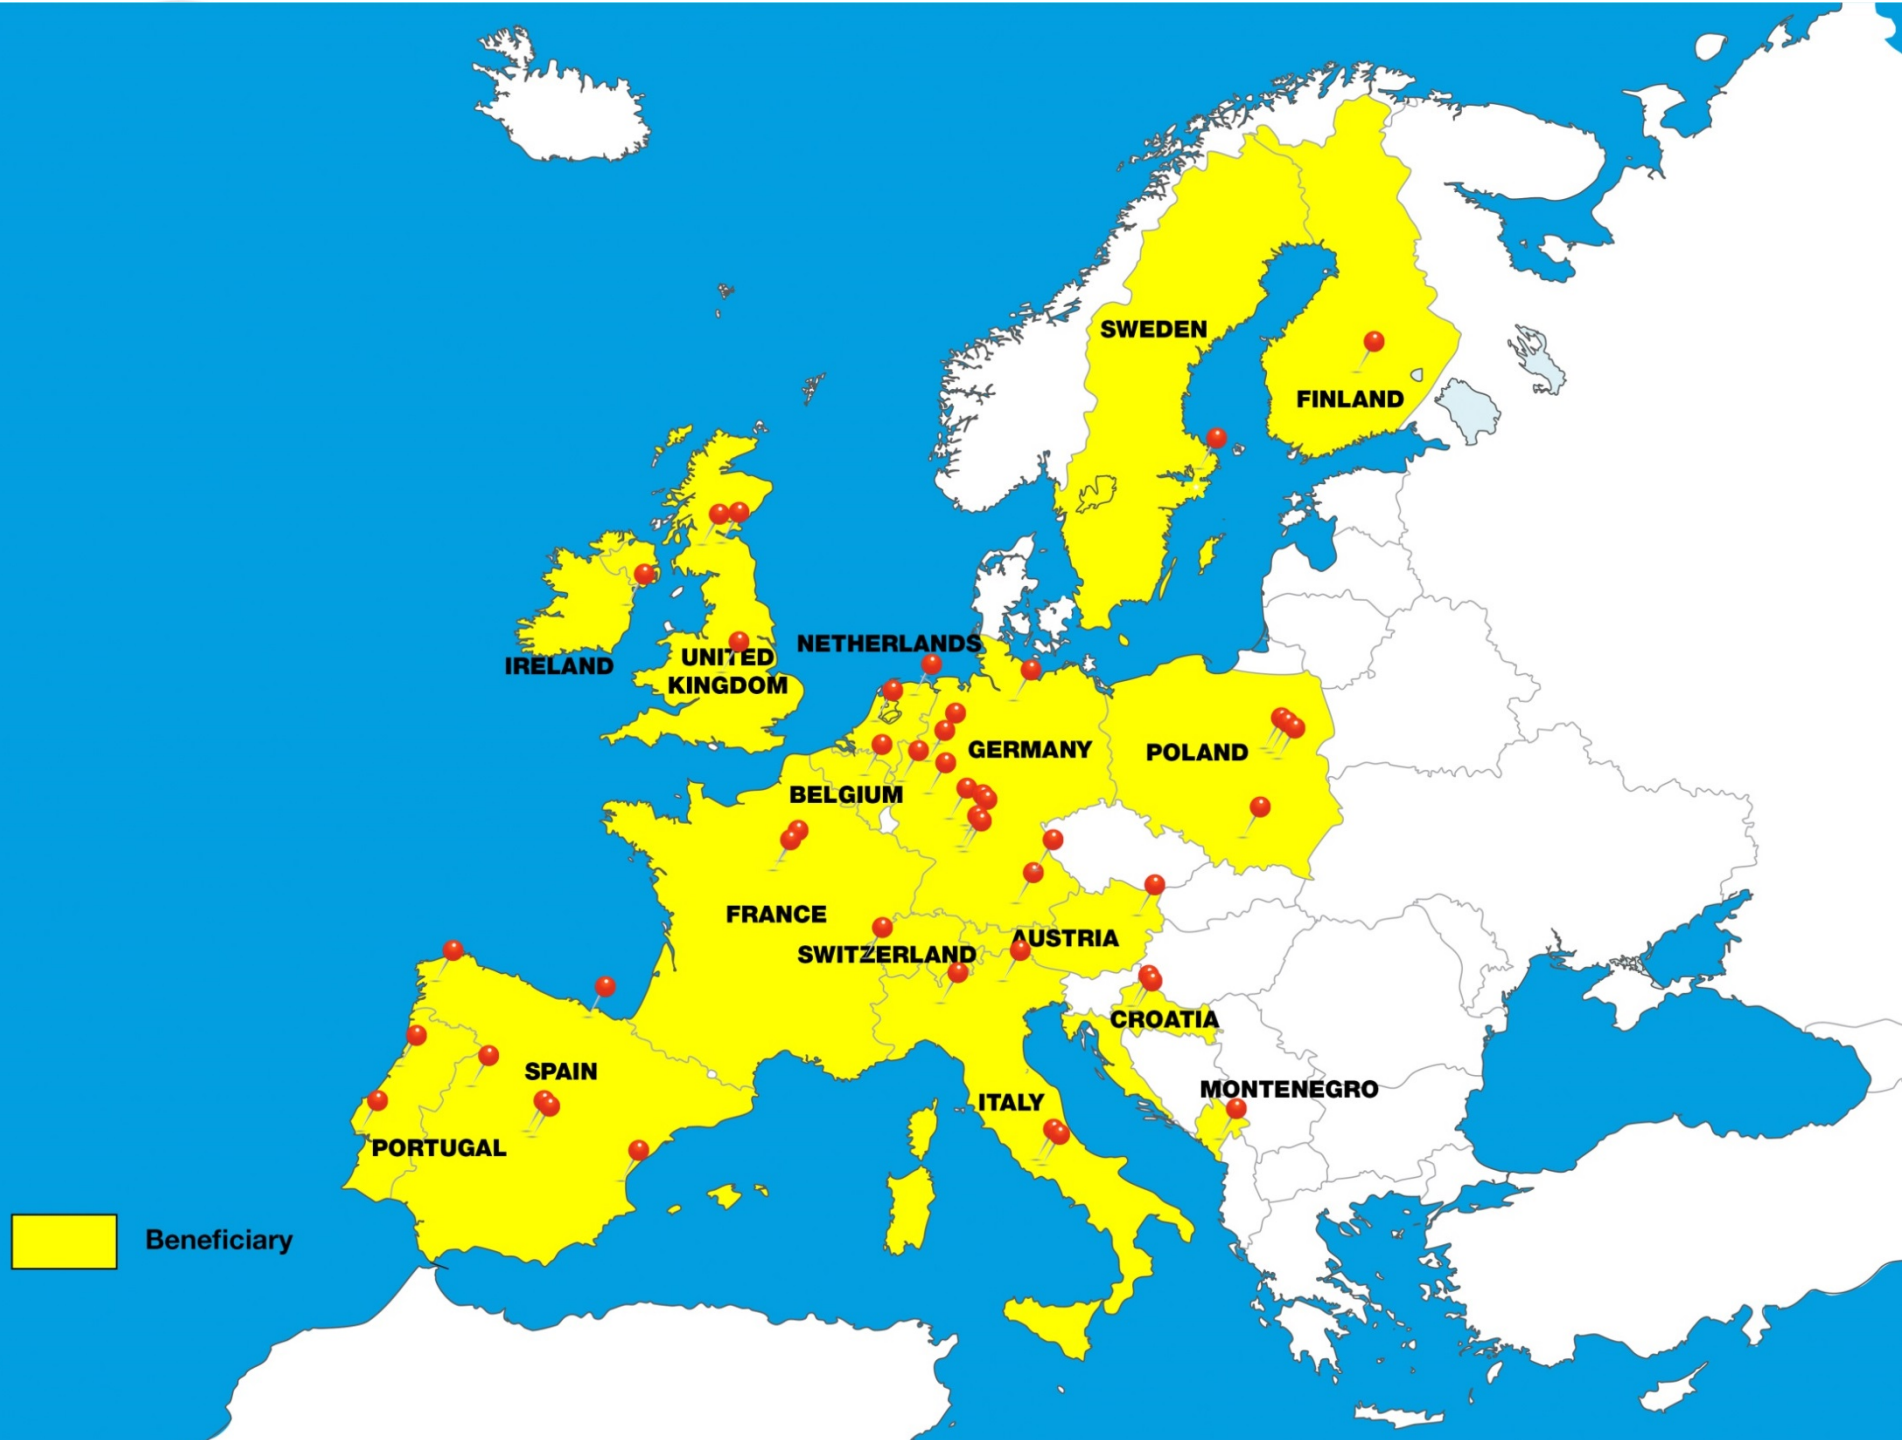 SWEDEN
FINLAND
NETHERLANDS
IRELAND
UNITED
KINGDOM
GERMANY
POLAND
BELGIUM
FRANCE
AUSTRIA
SWITZERLAND
CROATIA
SPAIN
MONTENEGRO
ITALY
PORTUGAL
Beneficiary